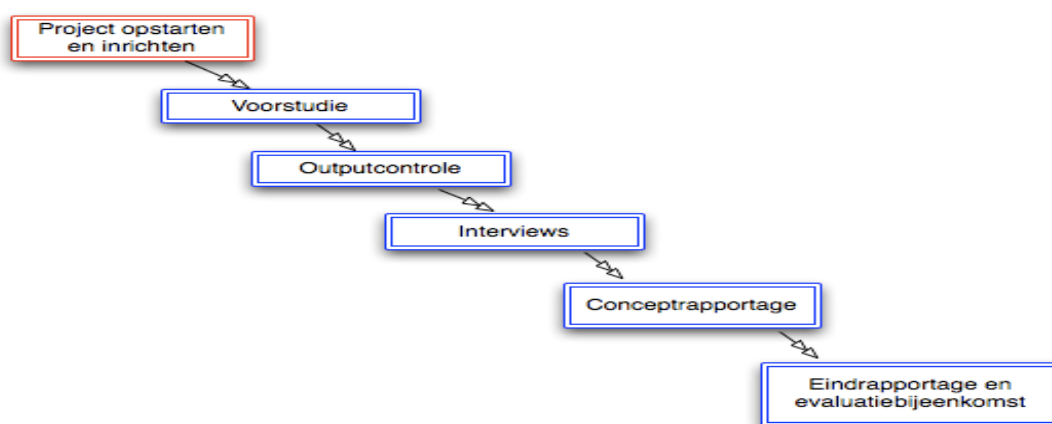 Project opstarten
en inrichten
Voorstudie
Outputcontrole
Interviews
Conceptrapportage
Eindrapportage en
evaluatiebijeenkomst